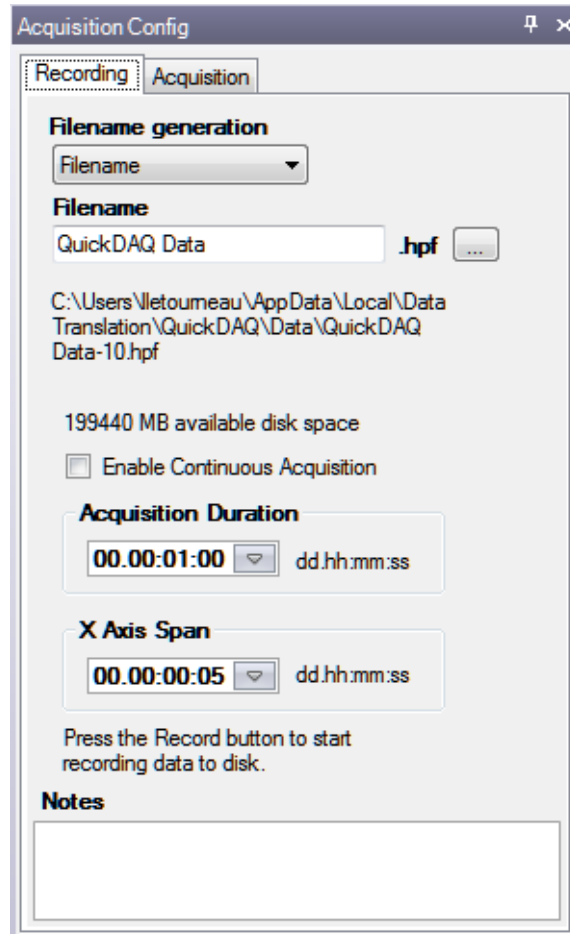 Acquisition Config
Recording
Acquisition
Filename generation
Filename
Filename
QuickDAQ Data
.hpf
...
C:\Users\lletourneau\AppData\Local\Data
Translation\QuickDAQ\Data\QuickDAQ
Data-10.hpf
199440 MB available disk space
Enable Continuous Acquisition
Acquisition Duration
00.00:01:00
dd.hh:mm:ss
X Axis Span
00.00:00:05
dd.hh:mm:ss
Press the Record button to start
recording data to disk.
Notes